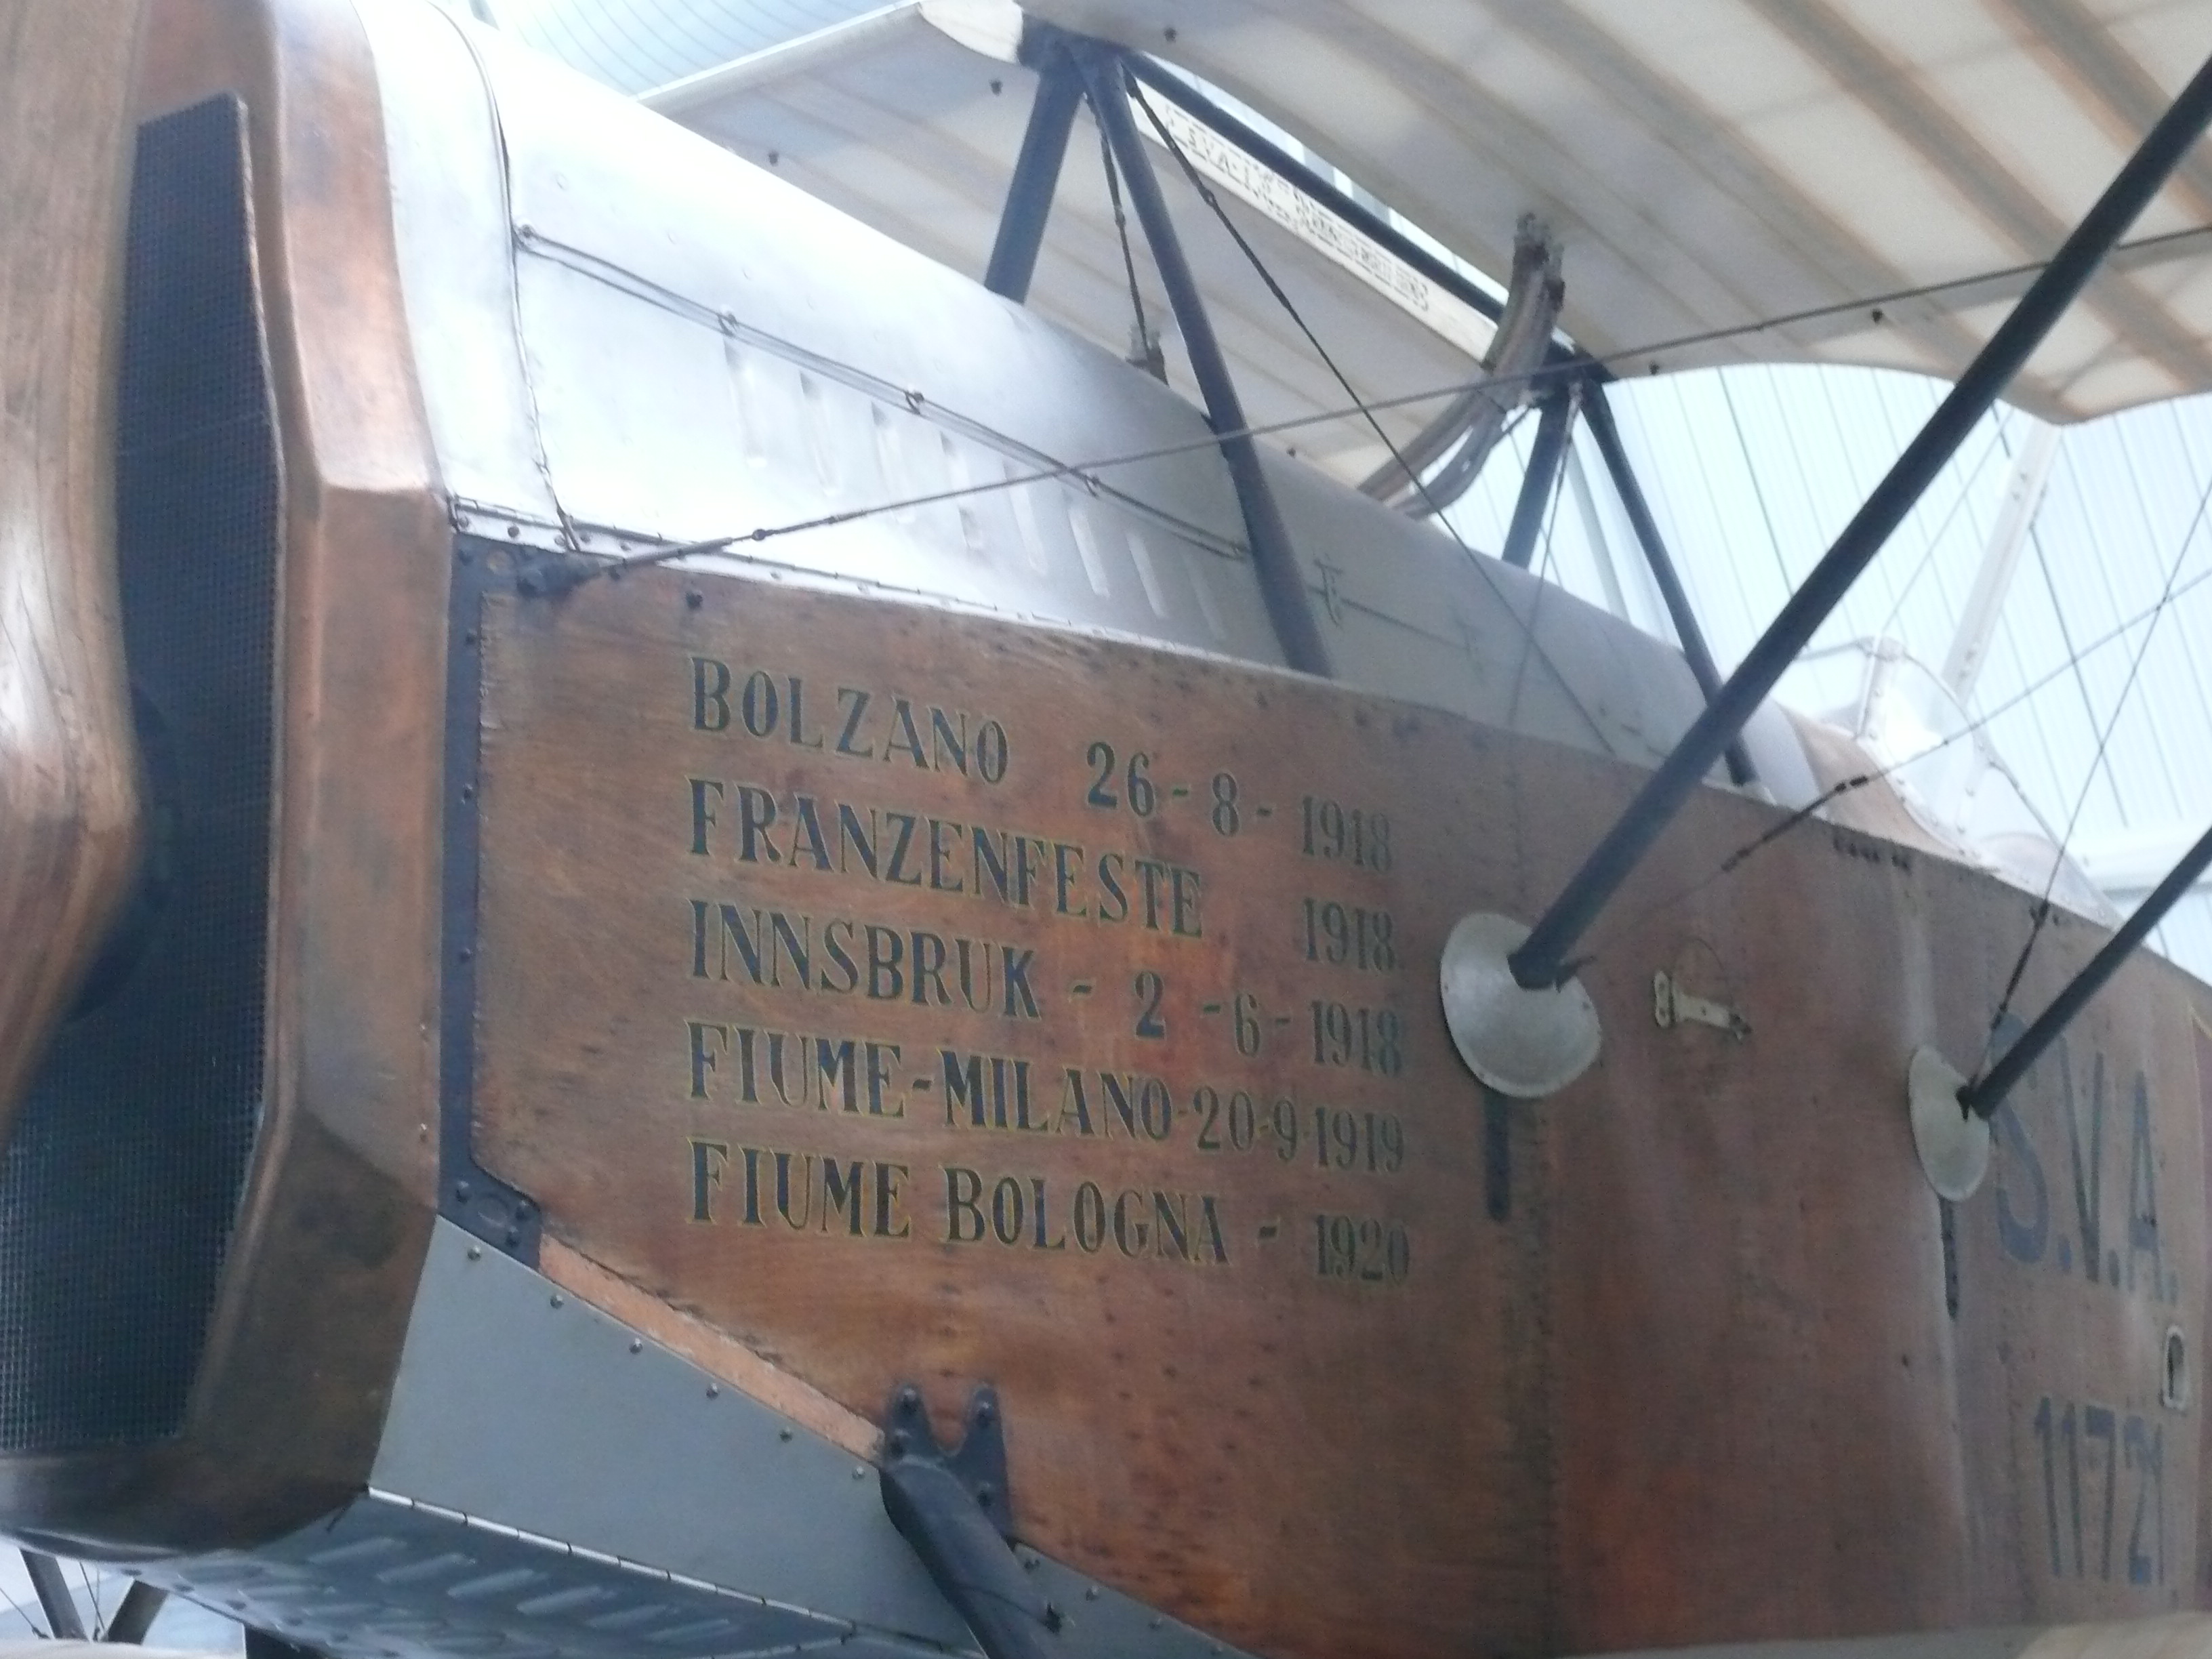 BOLZANO 26-8-1918
FRANZENFESTE 1918
INNSBRUK - 2 -6-1918
FIUME-MILANO-20-9-1919
FIUME BOLOGNA - 1920
S.V.A.
11721